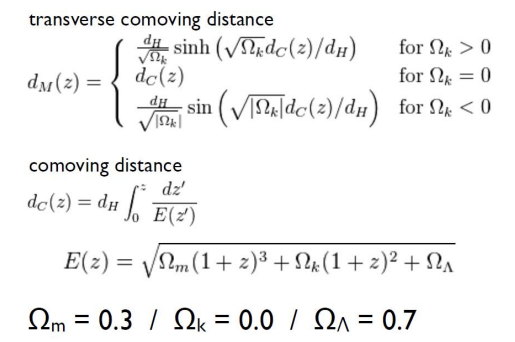 transverse comoving distance
d_M(z) = { d_H/√Ω_k sinh (√Ω_k d_C(z)/d_H) for Ω_k > 0
d_C(z) for Ω_k = 0
d_H/√|Ω_k| sin (√|Ω_k| d_C(z)/d_H) for Ω_k < 0
comoving distance
d_C(z) = d_H ∫_0^z dz′/E(z′)
E(z) = √Ω_m(1 + z)³ + Ω_k(1 + z)² + Ω_Λ
Ω_m = 0.3 / Ω_k = 0.0 / Ω_Λ = 0.7